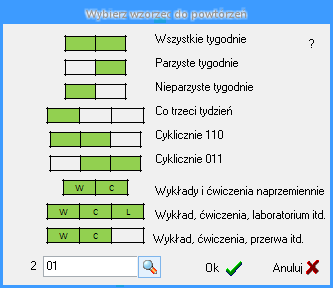 Wybierz wzorzec do powtórzeń
Wszystkie tygodnie
?
Parzyste tygodnie
Nieparzyste tygodnie
Co trzeci tydzień
Cyklicznie 110
Cyklicznie 011
W C Wykłady i ćwiczenia naprzemiennie
W C L Wykład, ćwiczenia, laboratorium itd.
W C Wykład, ćwiczenia, przerwa itd.
2 01 Ok Anuluj